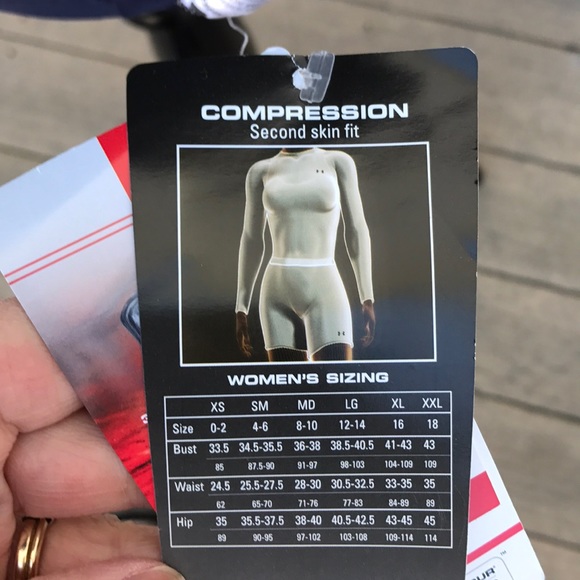 COMPRESSION
Second skin fit
WOMEN'S SIZING
XS SM MD LG XL XXL
Size 0-2 4-6 8-10 12-14 16 18
Bust 33.5 34.5-35.5 36-38 38.5-40.5 41-43 43
85 87.5-90 91-97 98-103 104-109 109
Waist 24.5 25.5-27.5 28-30 30.5-32.5 33-35 35
62 65-70 71-76 77-83 84-89 89
Hip 35 35.5-37.5 38-40 40.5-42.5 43-45 45
89 90-95 97-102 103-108 109-114 114